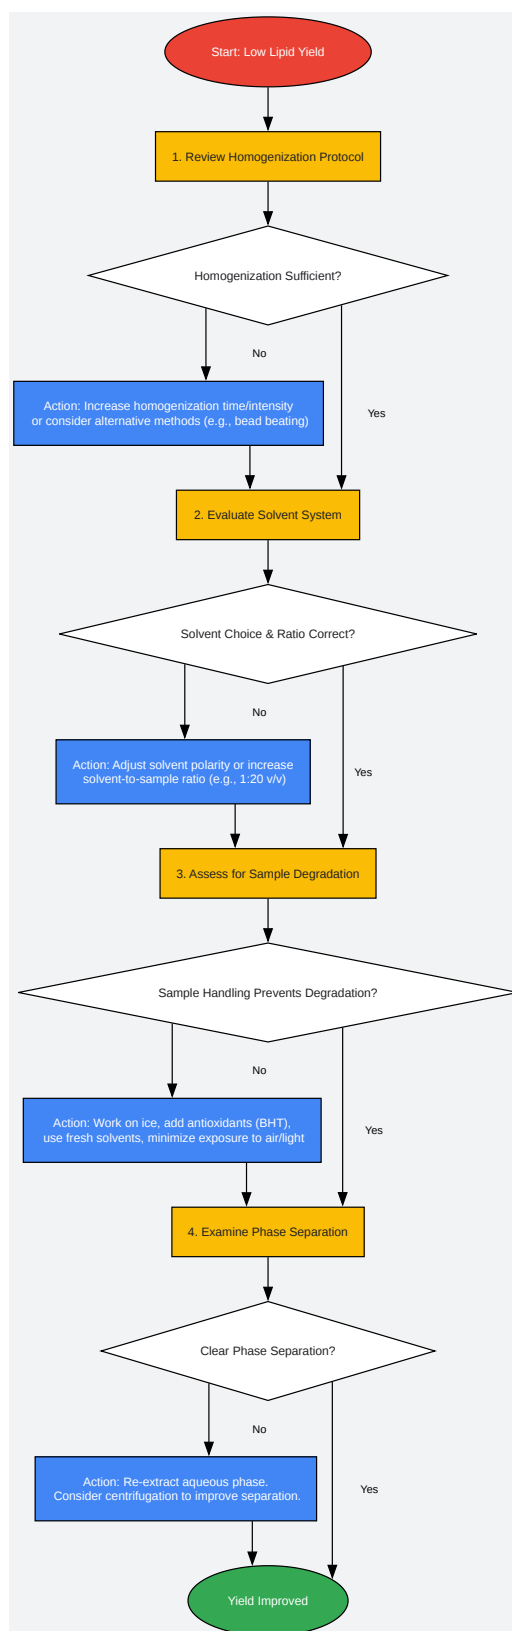 Start: Low Lipid Yield
1. Review Homogenization Protocol
Homogenization Sufficient?
No
Action: Increase homogenization time/intensity
or consider alternative methods (e.g., bead beating)
Yes
2. Evaluate Solvent System
Solvent Choice & Ratio Correct?
No
Action: Adjust solvent polarity or increase
solvent-to-sample ratio (e.g., 1:20 v/v)
Yes
3. Assess for Sample Degradation
Sample Handling Prevents Degradation?
No
Action: Work on ice, add antioxidants (BHT),
use fresh solvents, minimize exposure to air/light
Yes
4. Examine Phase Separation
Clear Phase Separation?
No
Action: Re-extract aqueous phase.
Consider centrifugation to improve separation.
Yes
Yield Improved